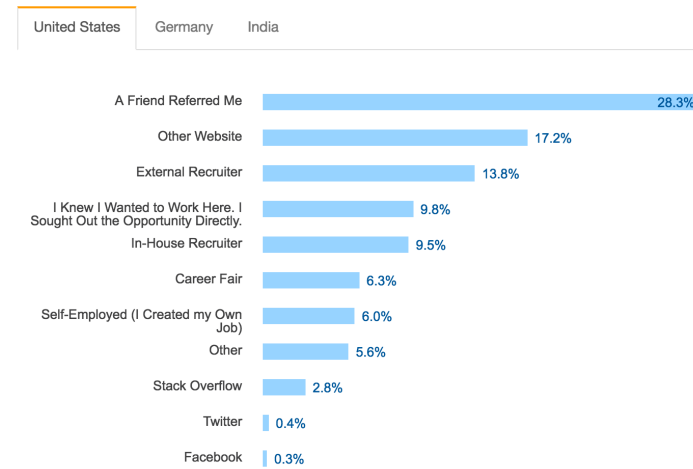 United States Germany India
A Friend Referred Me 28.3%
Other Website 17.2%
External Recruiter 13.8%
I Knew I Wanted to Work Here. I
Sought Out the Opportunity Directly. 9.8%
In-House Recruiter 9.5%
Career Fair 6.3%
Self-Employed (I Created my Own
Job) 6.0%
Other 5.6%
Stack Overflow 2.8%
Twitter 0.4%
Facebook 0.3%